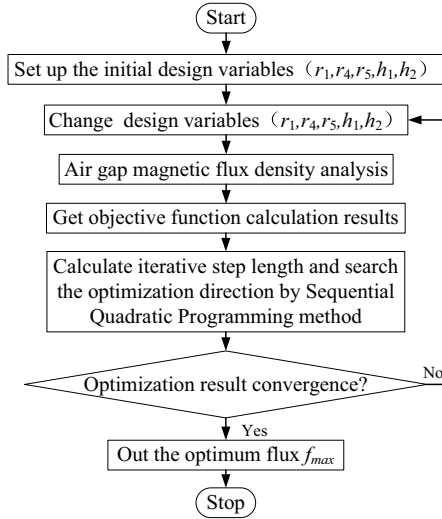 Start
Set up the initial design variables（r₁,r₄,r₅,h₁,h₂）
Change design variables（r₁,r₄,r₅,h₁,h₂）
Air gap magnetic flux density analysis
Get objective function calculation results
Calculate iterative step length and search
the optimization direction by Sequential
Quadratic Programming method
Optimization result convergence?
No
Yes
Out the optimum flux fₘₐₓ
Stop